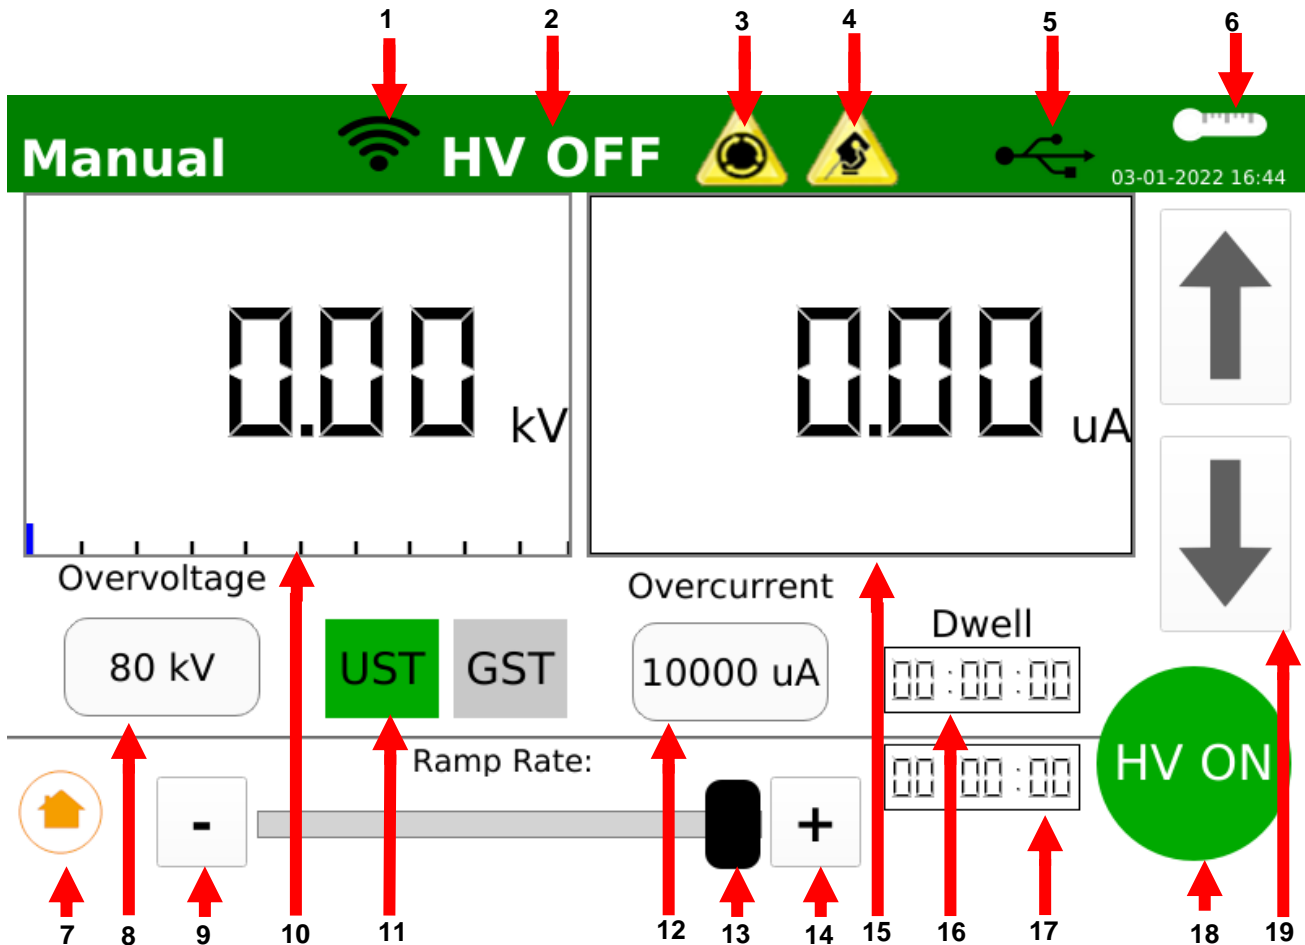 1 2 3 4 5 6
Manual HV OFF
03-01-2022 16:44
0.00 kV 0.00 uA
Overvoltage Overcurrent
Dwell
80 kV UST GST 10000 uA 00:00:00
Ramp Rate:
HV ON
00:00:00
- +
7 8 9 10 11 12 13 14 15 16 17 18 19